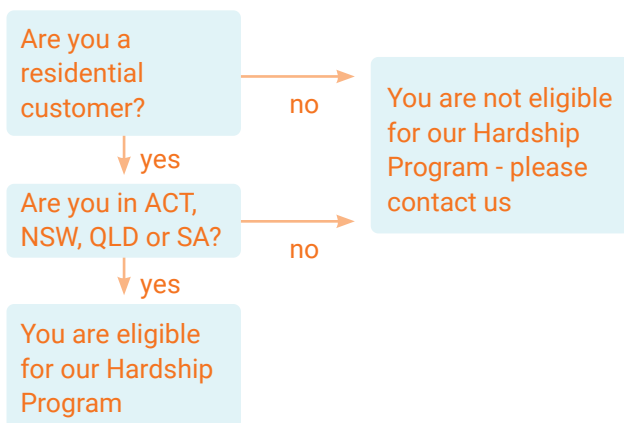 Are you a
residential
customer?
no
You are not eligible
for our Hardship
Program - please
contact us
yes
Are you in ACT,
NSW, QLD or SA?
no
yes
You are eligible
for our Hardship
Program